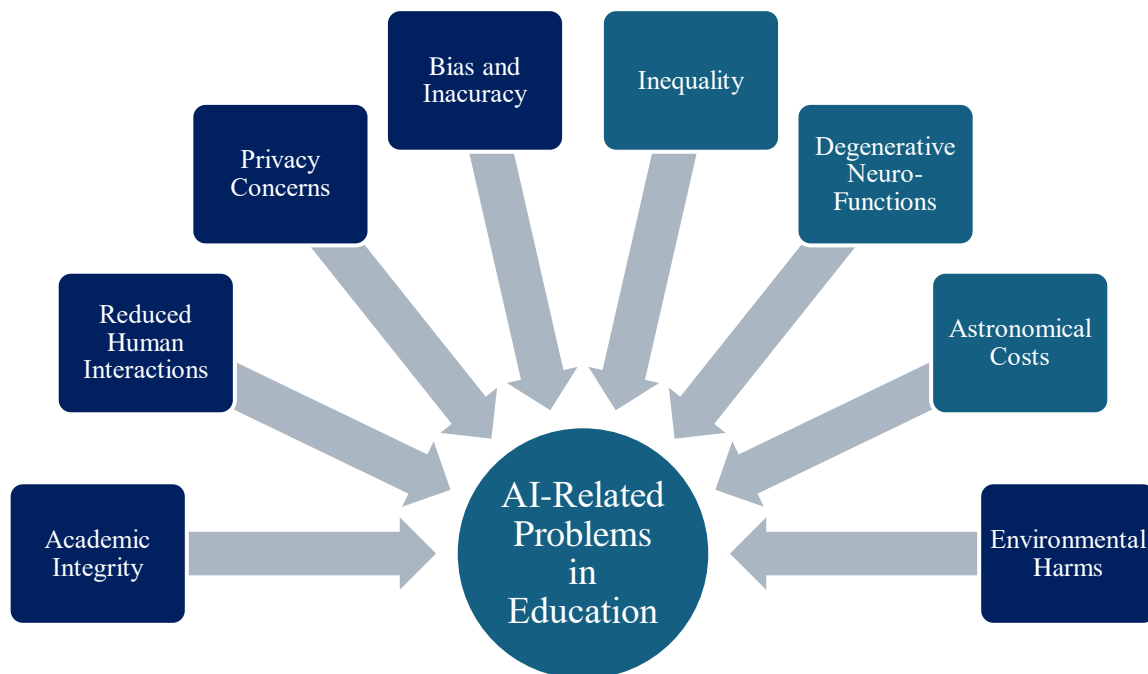 Bias and
Inacuracy
Inequality
Privacy
Concerns
Degenerative
Neuro-
Functions
Reduced
Human
Interactions
Astronomical
Costs
Academic
Integrity
AI-Related
Problems
in
Education
Environmental
Harms